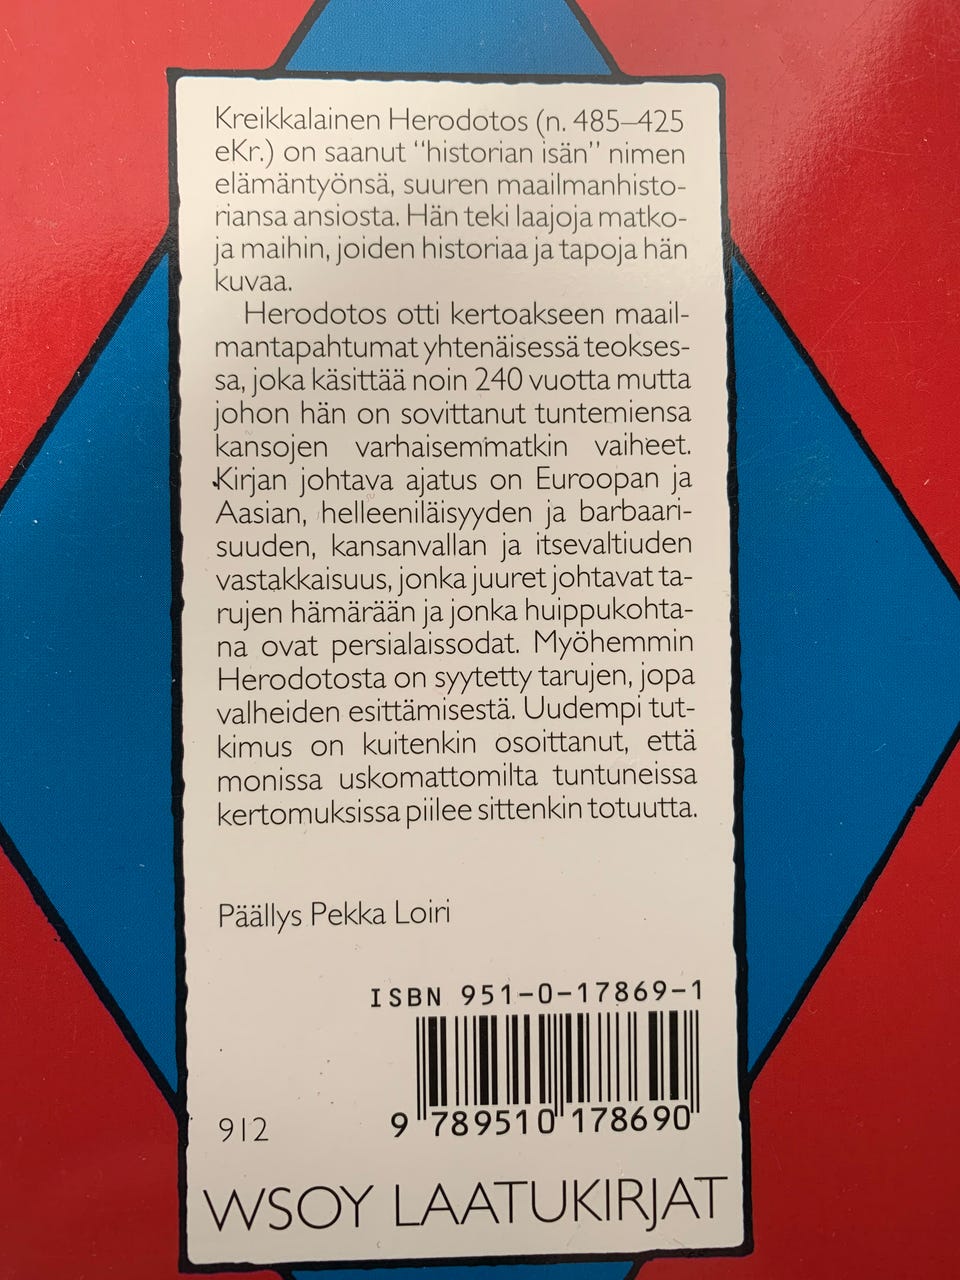 Kreikkalainen Herodotos (n. 485–425
eKr.) on saanut “historian isän” nimen
elämäntyönsä, suuren maailmanhisto-
riansa ansiosta. Hän teki laajoja matko-
ja maihin, joiden historiaa ja tapoja hän
kuvaa.
Herodotos otti kertoakseen maail-
mantapahtumat yhtenäisessä teokses-
sa, joka käsittää noin 240 vuotta mutta
johon hän on sovittanut tuntemiensa
kansojen varhaisemmatkin vaiheet.
Kirjan johtava ajatus on Euroopan ja
Aasian, helleeniläisyyden ja barbaari-
suuden, kansanvallan ja itsevaltiuden
vastakkaisuus, jonka juuret johtavat ta-
rujen hämärään ja jonka huippukohta-
na ovat persialaissodat. Myöhemmin
Herodotosta on syytetty tarujen, jopa
valheiden esittämisestä. Uudempi tut-
kimus on kuitenkin osoittanut, että
monissa uskomattomilta tuntuneissa
kertomuksissa piilee sittenkin totuutta.
Päällys Pekka Loiri
ISBN 951-0-17869-1
9 789510 178690
912
WSOY LAATUKIRJAT